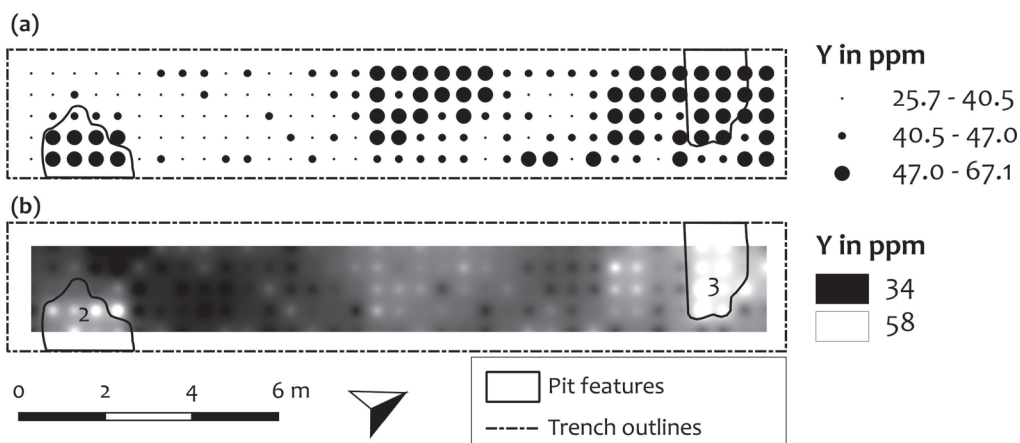 (a)
Y in ppm
25.7 - 40.5
40.5 - 47.0
47.0 - 67.1
(b)
Y in ppm
34
58
2
3
0 2 4 6 m
Pit features
Trench outlines